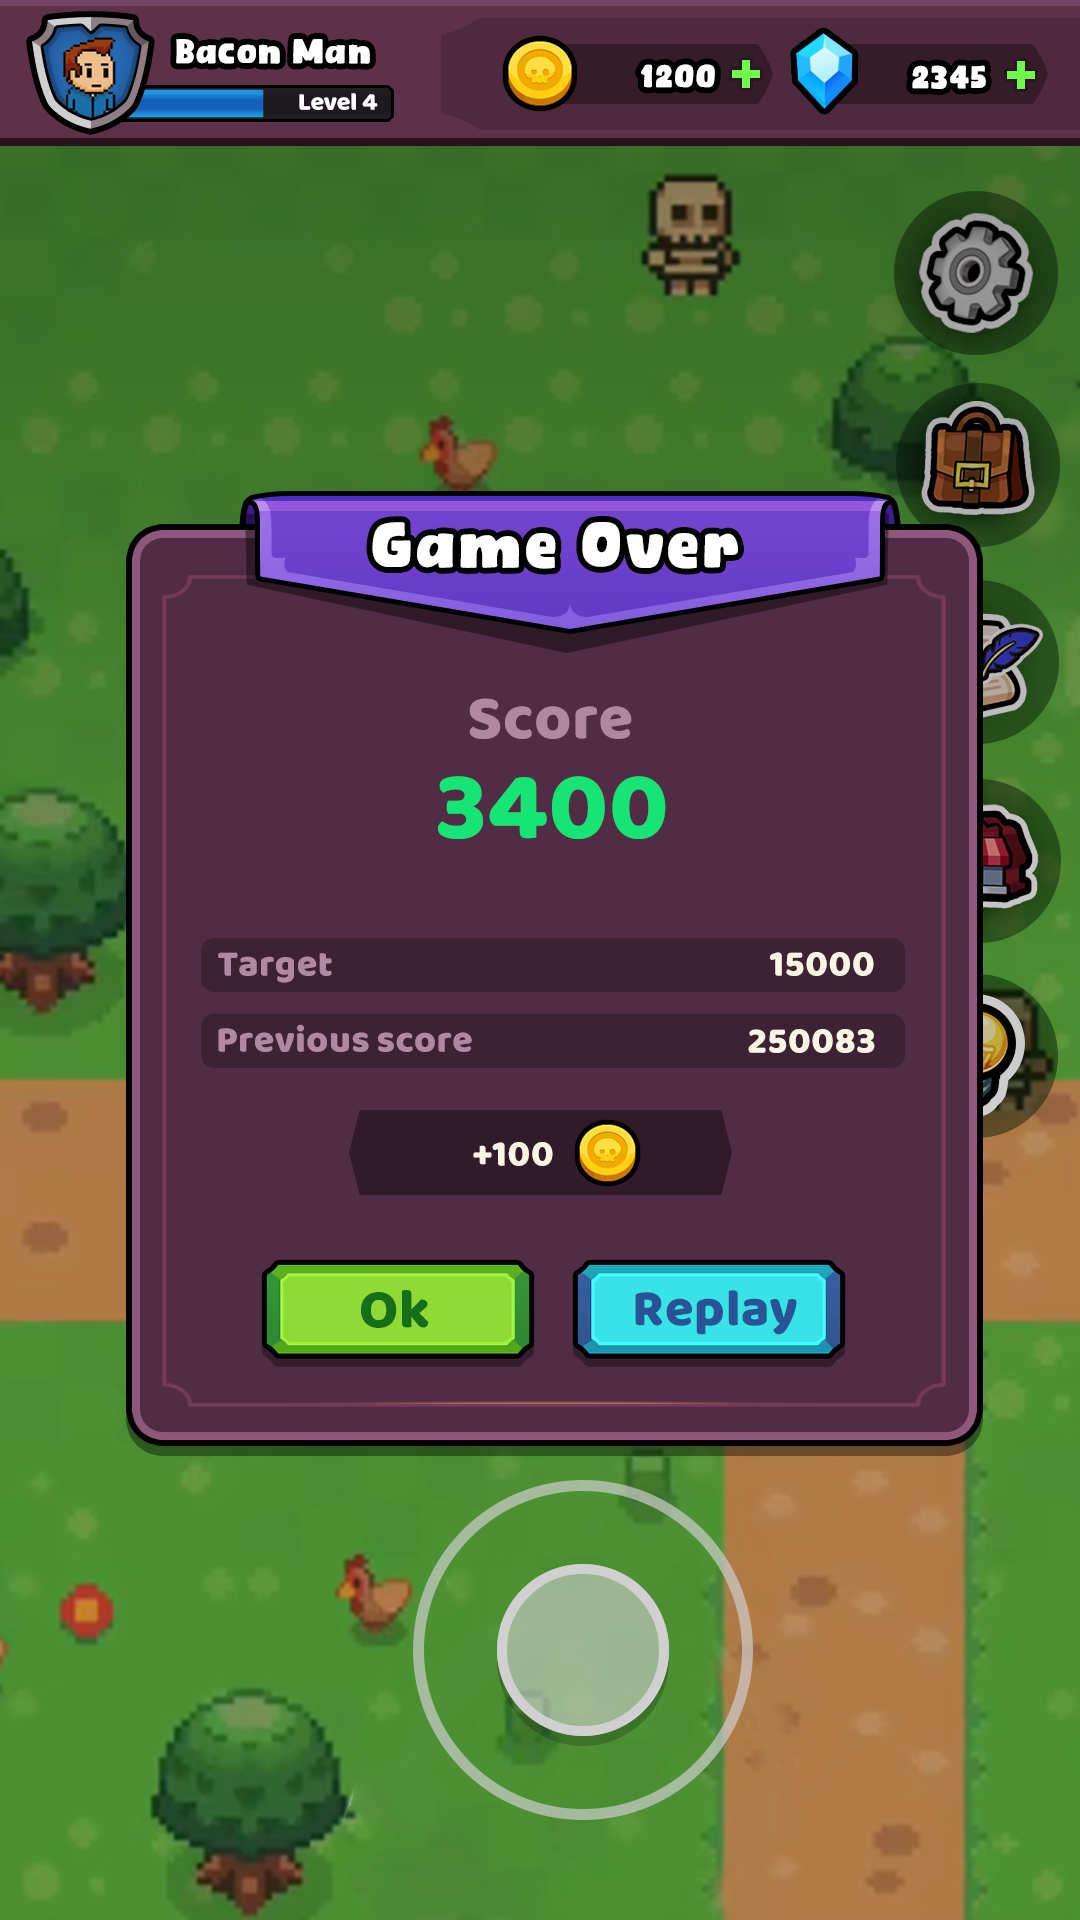 Bacon Man
Level 4
1200
2345
Game Over
Score
3400
Target 15000
Previous score 250083
+100
Ok
Replay